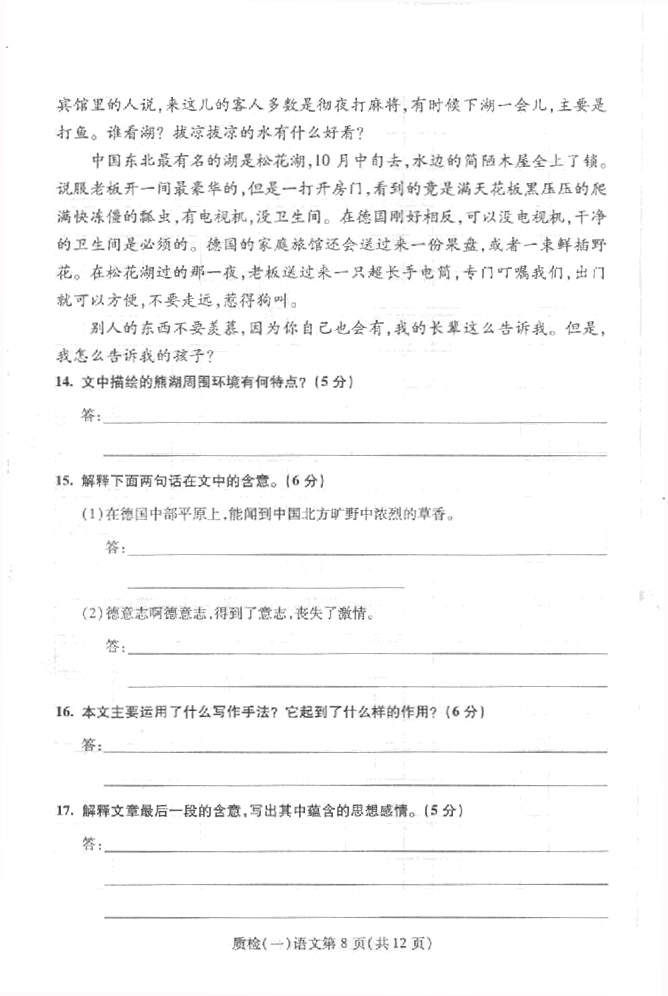 宾馆里的人说,来这儿的客人多数是彻夜打麻将,有时候下湖一会儿,主要是
打鱼。谁看湖?拔凉拔凉的水有什么好看?
中国东北最有名的湖是松花湖,10 月中旬去,水边的简陋木屋全上了锁。
说服老板开一间最豪华的,但是一打开房门,看到的竟是满天花板黑压压的爬
满快冻僵的瓢虫,有电视机,没卫生间。在德国刚好相反,可以没电视机,干净
的卫生间是必须的。德国的家庭旅馆还会送过来一份果盘,或者一束鲜插野
花。在松花湖过的那一夜,老板送过来一只超长手电筒,专门叮嘱我们,出门
就可以方便,不要走远,惹得狗叫。
别人的东西不要羡慕,因为你自己也会有,我的长辈这么告诉我。但是,
我怎么告诉我的孩子?
14. 文中描绘的熊湖周围环境有何特点?(5 分)
答:
15. 解释下面两句话在文中的含意。(6 分)
(1)在德国中部平原上,能闻到中国北方旷野中浓烈的草香。
答:
(2)德意志啊德意志,得到了意志,丧失了激情。
答:
16. 本文主要运用了什么写作手法?它起到了什么样的作用?(6 分)
答:
17. 解释文章最后一段的含意,写出其中蕴含的思想感情。(5 分)
答:
质检(一)语文第 8 页(共 12 页)